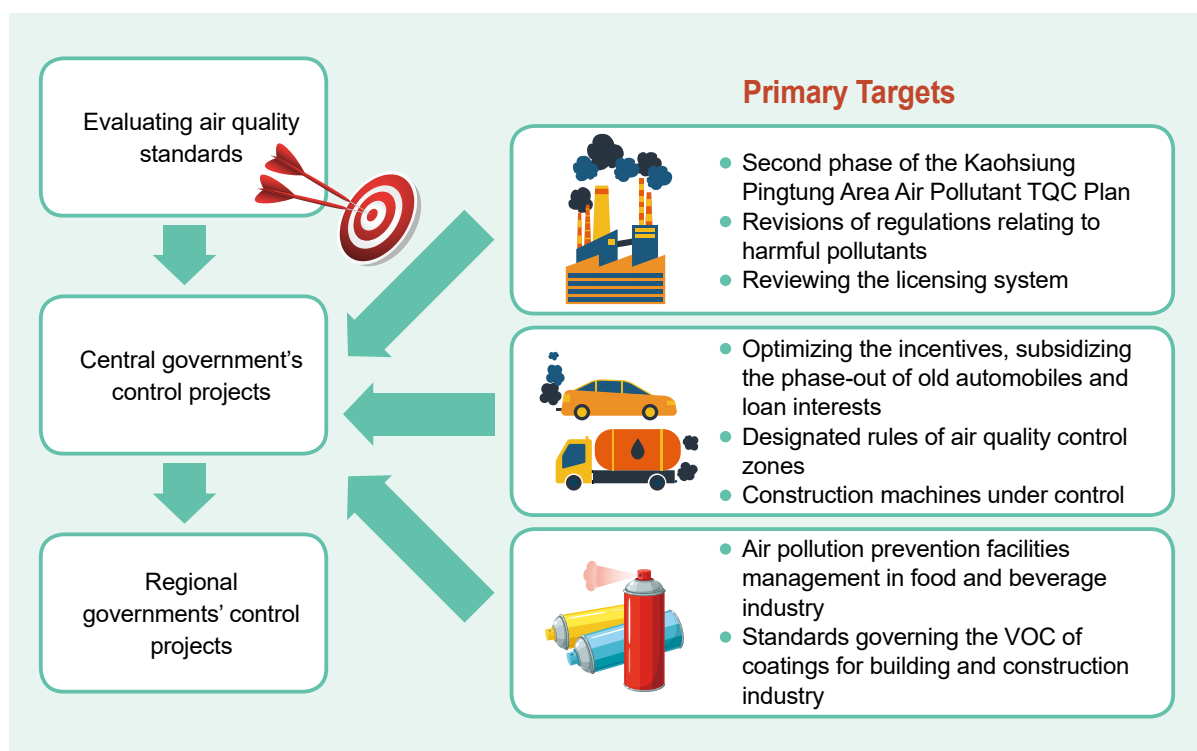 Evaluating air quality
standards
Central government’s
control projects
Regional
governments’ control
projects
Primary Targets
Second phase of the Kaohsiung
Pingtung Area Air Pollutant TQC Plan
Revisions of regulations relating to
harmful pollutants
Reviewing the licensing system
Optimizing the incentives, subsidizing
the phase-out of old automobiles and
loan interests
Designated rules of air quality control
zones
Construction machines under control
Air pollution prevention facilities
management in food and beverage
industry
Standards governing the VOC of
coatings for building and construction
industry